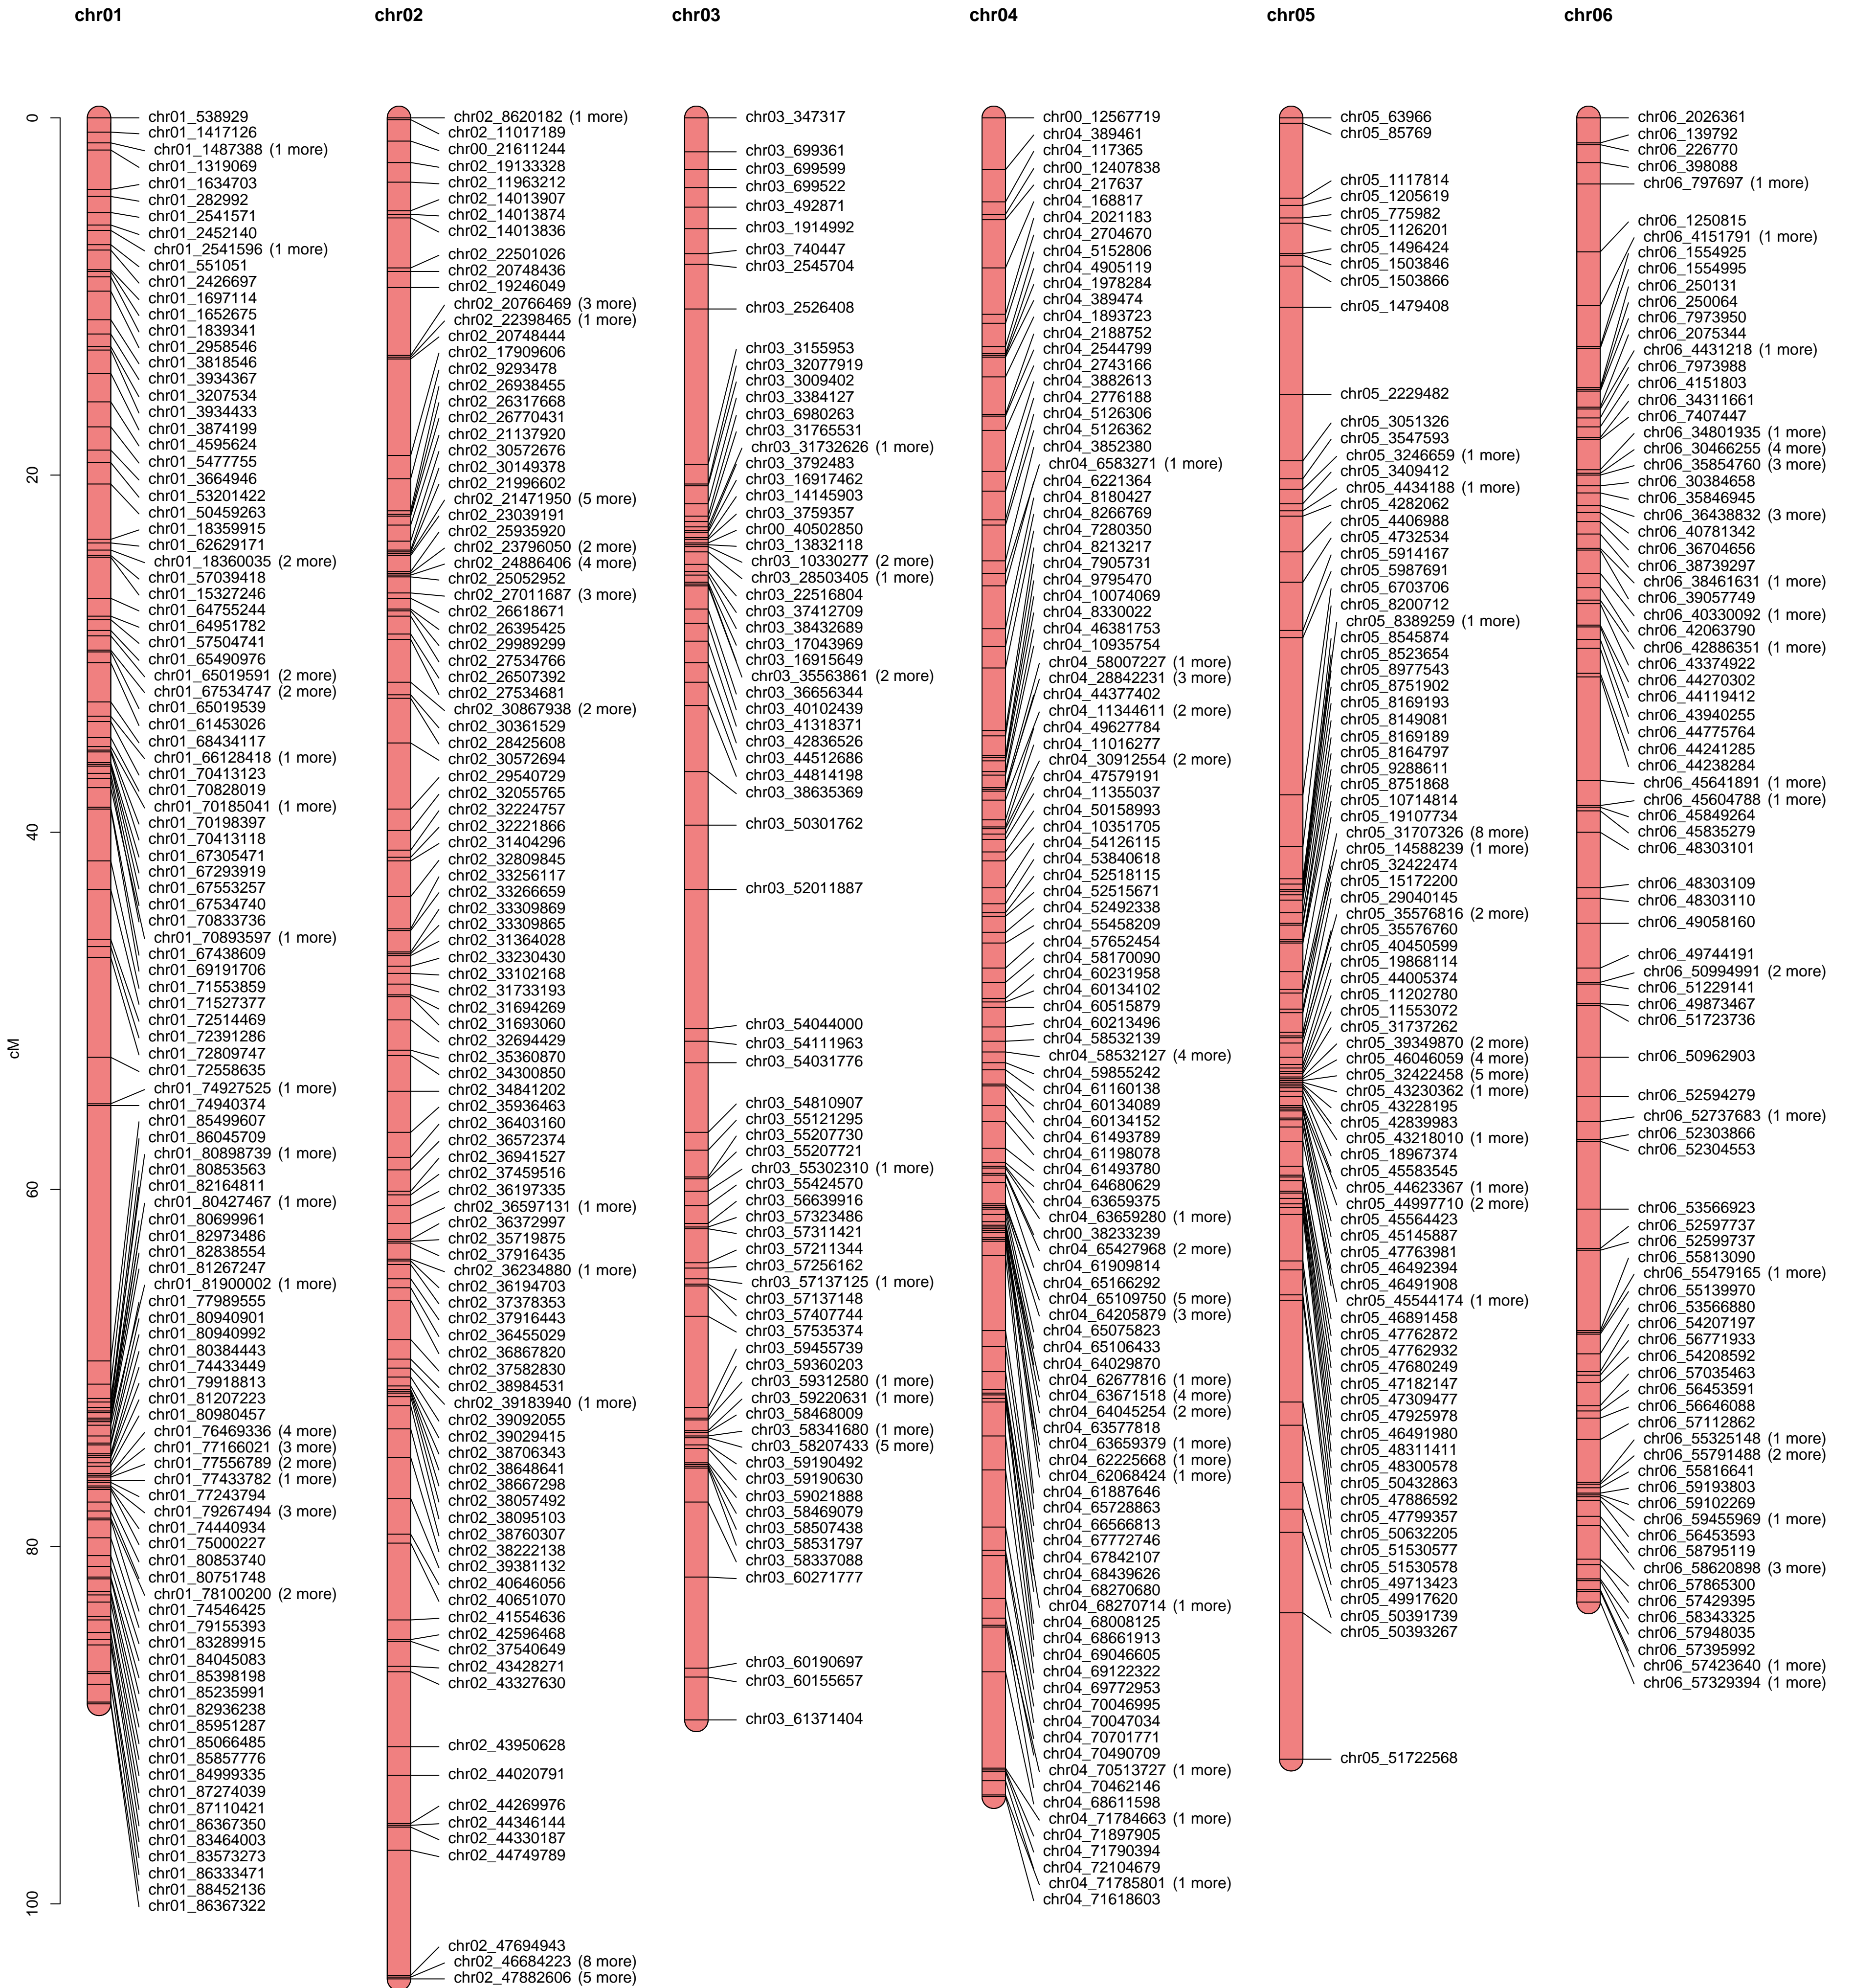 chr01
chr02
chr03
chr04
chr05
chr06
cM
0
20
40
60
80
100
chr01_538929
chr01_1417126
chr01_1487388 (1 more)
chr01_1319069
chr01_1634703
chr01_282992
chr01_2541571
chr01_2452140
chr01_2541596 (1 more)
chr01_551051
chr01_2426697
chr01_1697114
chr01_1652675
chr01_1839341
chr01_2958546
chr01_3818546
chr01_3934367
chr01_3207534
chr01_3934433
chr01_3874199
chr01_4595624
chr01_5477755
chr01_3664946
chr01_53201422
chr01_50459263
chr01_18359915
chr01_62629171
chr01_18360035 (2 more)
chr01_57039418
chr01_15327246
chr01_64755244
chr01_64951782
chr01_57504741
chr01_65490976
chr01_65019591 (2 more)
chr01_67534747 (2 more)
chr01_65019539
chr01_61453026
chr01_68434117
chr01_66128418 (1 more)
chr01_70413123
chr01_70828019
chr01_70185041 (1 more)
chr01_70198397
chr01_70413118
chr01_67305471
chr01_67293919
chr01_67553257
chr01_67534740
chr01_70833736
chr01_70893597 (1 more)
chr01_67438609
chr01_69191706
chr01_71553859
chr01_71527377
chr01_72514469
chr01_72391286
chr01_72809747
chr01_72558635
chr01_74927525 (1 more)
chr01_74940374
chr01_85499607
chr01_86045709
chr01_80898739 (1 more)
chr01_80853563
chr01_82164811
chr01_80427467 (1 more)
chr01_80699961
chr01_82973486
chr01_82838554
chr01_81267247
chr01_81900002 (1 more)
chr01_77989555
chr01_80940901
chr01_80940992
chr01_80384443
chr01_74433449
chr01_79918813
chr01_81207223
chr01_80980457
chr01_76469336 (4 more)
chr01_77166021 (3 more)
chr01_77556789 (2 more)
chr01_77433782 (1 more)
chr01_77243794
chr01_79267494 (3 more)
chr01_74440934
chr01_75000227
chr01_80853740
chr01_80751748
chr01_78100200 (2 more)
chr01_74546425
chr01_79155393
chr01_83289915
chr01_84045083
chr01_85398198
chr01_85235991
chr01_82936238
chr01_85951287
chr01_85066485
chr01_85857776
chr01_84999335
chr01_87274039
chr01_87110421
chr01_86367350
chr01_83464003
chr01_83573273
chr01_86333471
chr01_88452136
chr01_86367322
chr02_8620182 (1 more)
chr02_11017189
chr00_21611244
chr02_19133328
chr02_11963212
chr02_14013907
chr02_14013874
chr02_14013836
chr02_22501026
chr02_20748436
chr02_19246049
chr02_20766469 (3 more)
chr02_22398465 (1 more)
chr02_20748444
chr02_17909606
chr02_9293478
chr02_26938455
chr02_26317668
chr02_26770431
chr02_21137920
chr02_30572676
chr02_30149378
chr02_21996602
chr02_21471950 (5 more)
chr02_23039191
chr02_25935920
chr02_23796050 (2 more)
chr02_24886406 (4 more)
chr02_25052952
chr02_27011687 (3 more)
chr02_26618671
chr02_26395425
chr02_29989299
chr02_27534766
chr02_26507392
chr02_27534681
chr02_30867938 (2 more)
chr02_30361529
chr02_28425608
chr02_30572694
chr02_29540729
chr02_32055765
chr02_32224757
chr02_32221866
chr02_31404296
chr02_32809845
chr02_33256117
chr02_33266659
chr02_33309869
chr02_33309865
chr02_31364028
chr02_33230430
chr02_33102168
chr02_31733193
chr02_31694269
chr02_31693060
chr02_32694429
chr02_35360870
chr02_34300850
chr02_34841202
chr02_35936463
chr02_36403160
chr02_36572374
chr02_36941527
chr02_37459516
chr02_36197335
chr02_36597131 (1 more)
chr02_36372997
chr02_35719875
chr02_37916435
chr02_36234880 (1 more)
chr02_36194703
chr02_37378353
chr02_37916443
chr02_36455029
chr02_36867820
chr02_37582830
chr02_38984531
chr02_39183940 (1 more)
chr02_39092055
chr02_39029415
chr02_38706343
chr02_38648641
chr02_38667298
chr02_38057492
chr02_38095103
chr02_38760307
chr02_38222138
chr02_39381132
chr02_40646056
chr02_40651070
chr02_41554636
chr02_42596468
chr02_37540649
chr02_43428271
chr02_43327630
chr02_43950628
chr02_44020791
chr02_44269976
chr02_44346144
chr02_44330187
chr02_44749789
chr02_47694943
chr02_46684223 (8 more)
chr02_47882606 (5 more)
chr03_347317
chr03_699361
chr03_699599
chr03_699522
chr03_492871
chr03_1914992
chr03_740447
chr03_2545704
chr03_2526408
chr03_3155953
chr03_32077919
chr03_3009402
chr03_3384127
chr03_6980263
chr03_31765531
chr03_31732626 (1 more)
chr03_3792483
chr03_16917462
chr03_14145903
chr03_3759357
chr00_40502850
chr03_13832118
chr03_10330277 (2 more)
chr03_28503405 (1 more)
chr03_22516804
chr03_37412709
chr03_38432689
chr03_17043969
chr03_16915649
chr03_35563861 (2 more)
chr03_36656344
chr03_40102439
chr03_41318371
chr03_42836526
chr03_44512686
chr03_44814198
chr03_38635369
chr03_50301762
chr03_52011887
chr03_54044000
chr03_54111963
chr03_54031776
chr03_54810907
chr03_55121295
chr03_55207730
chr03_55207721
chr03_55302310 (1 more)
chr03_55424570
chr03_56639916
chr03_57323486
chr03_57311421
chr03_57211344
chr03_57256162
chr03_57137125 (1 more)
chr03_57137148
chr03_57407744
chr03_57535374
chr03_59455739
chr03_59360203
chr03_59312580 (1 more)
chr03_59220631 (1 more)
chr03_58468009
chr03_58341680 (1 more)
chr03_58207433 (5 more)
chr03_59190492
chr03_59190630
chr03_59021888
chr03_58469079
chr03_58507438
chr03_58531797
chr03_58337088
chr03_60271777
chr03_60190697
chr03_60155657
chr03_61371404
chr00_12567719
chr04_389461
chr04_117365
chr00_12407838
chr04_217637
chr04_168817
chr04_2021183
chr04_2704670
chr04_5152806
chr04_4905119
chr04_1978284
chr04_389474
chr04_1893723
chr04_2188752
chr04_2544799
chr04_2743166
chr04_3882613
chr04_2776188
chr04_5126306
chr04_5126362
chr04_3852380
chr04_6583271 (1 more)
chr04_6221364
chr04_8180427
chr04_8266769
chr04_7280350
chr04_8213217
chr04_7905731
chr04_9795470
chr04_10074069
chr04_8330022
chr04_46381753
chr04_10935754
chr04_58007227 (1 more)
chr04_28842231 (3 more)
chr04_44377402
chr04_11344611 (2 more)
chr04_49627784
chr04_11016277
chr04_30912554 (2 more)
chr04_47579191
chr04_11355037
chr04_50158993
chr04_10351705
chr04_54126115
chr04_53840618
chr04_52518115
chr04_52515671
chr04_52492338
chr04_55458209
chr04_57652454
chr04_58170090
chr04_60231958
chr04_60134102
chr04_60515879
chr04_60213496
chr04_58532139
chr04_58532127 (4 more)
chr04_59855242
chr04_61160138
chr04_60134089
chr04_60134152
chr04_61493789
chr04_61198078
chr04_61493780
chr04_64680629
chr04_63659375
chr04_63659280 (1 more)
chr00_38233239
chr04_65427968 (2 more)
chr04_61909814
chr04_65166292
chr04_65109750 (5 more)
chr04_64205879 (3 more)
chr04_65075823
chr04_65106433
chr04_64029870
chr04_62677816 (1 more)
chr04_63671518 (4 more)
chr04_64045254 (2 more)
chr04_63577818
chr04_63659379 (1 more)
chr04_62225668 (1 more)
chr04_62068424 (1 more)
chr04_61887646
chr04_65728863
chr04_66566813
chr04_67772746
chr04_67842107
chr04_68439626
chr04_68270680
chr04_68270714 (1 more)
chr04_68008125
chr04_68661913
chr04_69046605
chr04_69122322
chr04_69772953
chr04_70046995
chr04_70047034
chr04_70701771
chr04_70490709
chr04_70513727 (1 more)
chr04_70462146
chr04_68611598
chr04_71784663 (1 more)
chr04_71897905
chr04_71790394
chr04_72104679
chr04_71785801 (1 more)
chr04_71618603
chr05_63966
chr05_85769
chr05_1117814
chr05_1205619
chr05_775982
chr05_1126201
chr05_1496424
chr05_1503846
chr05_1503866
chr05_1479408
chr05_2229482
chr05_3051326
chr05_3547593
chr05_3246659 (1 more)
chr05_3409412
chr05_4434188 (1 more)
chr05_4282062
chr05_4406988
chr05_4732534
chr05_5914167
chr05_5987691
chr05_6703706
chr05_8200712
chr05_8389259 (1 more)
chr05_8545874
chr05_8523654
chr05_8977543
chr05_8751902
chr05_8169193
chr05_8149081
chr05_8169189
chr05_8164797
chr05_9288611
chr05_8751868
chr05_10714814
chr05_19107734
chr05_31707326 (8 more)
chr05_14588239 (1 more)
chr05_32422474
chr05_15172200
chr05_29040145
chr05_35576816 (2 more)
chr05_35576760
chr05_40450599
chr05_19868114
chr05_44005374
chr05_11202780
chr05_11553072
chr05_31737262
chr05_39349870 (2 more)
chr05_46046059 (4 more)
chr05_32422458 (5 more)
chr05_43230362 (1 more)
chr05_43228195
chr05_42839983
chr05_43218010 (1 more)
chr05_18967374
chr05_45583545
chr05_44623367 (1 more)
chr05_44997710 (2 more)
chr05_45564423
chr05_45145887
chr05_47763981
chr05_46492394
chr05_46491908
chr05_45544174 (1 more)
chr05_46891458
chr05_47762872
chr05_47762932
chr05_47680249
chr05_47182147
chr05_47309477
chr05_47925978
chr05_46491980
chr05_48311411
chr05_48300578
chr05_50432863
chr05_47886592
chr05_47799357
chr05_50632205
chr05_51530577
chr05_51530578
chr05_49713423
chr05_49917620
chr05_50391739
chr05_50393267
chr05_51722568
chr06_2026361
chr06_139792
chr06_226770
chr06_398088
chr06_797697 (1 more)
chr06_1250815
chr06_4151791 (1 more)
chr06_1554925
chr06_1554995
chr06_250131
chr06_250064
chr06_7973950
chr06_2075344
chr06_4431218 (1 more)
chr06_7973988
chr06_4151803
chr06_34311661
chr06_7407447
chr06_34801935 (1 more)
chr06_30466255 (4 more)
chr06_35854760 (3 more)
chr06_30384658
chr06_35846945
chr06_36438832 (3 more)
chr06_40781342
chr06_36704656
chr06_38739297
chr06_38461631 (1 more)
chr06_39057749
chr06_40330092 (1 more)
chr06_42063790
chr06_42886351 (1 more)
chr06_43374922
chr06_44270302
chr06_44119412
chr06_43940255
chr06_44775764
chr06_44241285
chr06_44238284
chr06_45641891 (1 more)
chr06_45604788 (1 more)
chr06_45849264
chr06_45835279
chr06_48303101
chr06_48303109
chr06_48303110
chr06_49058160
chr06_49744191
chr06_50994991 (2 more)
chr06_51229141
chr06_49873467
chr06_51723736
chr06_50962903
chr06_52594279
chr06_52737683 (1 more)
chr06_52303866
chr06_52304553
chr06_53566923
chr06_52597737
chr06_52599737
chr06_55813090
chr06_55479165 (1 more)
chr06_55139970
chr06_53566880
chr06_54207197
chr06_56771933
chr06_54208592
chr06_57035463
chr06_56453591
chr06_56646088
chr06_57112862
chr06_55325148 (1 more)
chr06_55791488 (2 more)
chr06_55816641
chr06_59193803
chr06_59102269
chr06_59455969 (1 more)
chr06_56453593
chr06_58795119
chr06_58620898 (3 more)
chr06_57865300
chr06_57429395
chr06_58343325
chr06_57948035
chr06_57395992
chr06_57423640 (1 more)
chr06_57329394 (1 more)